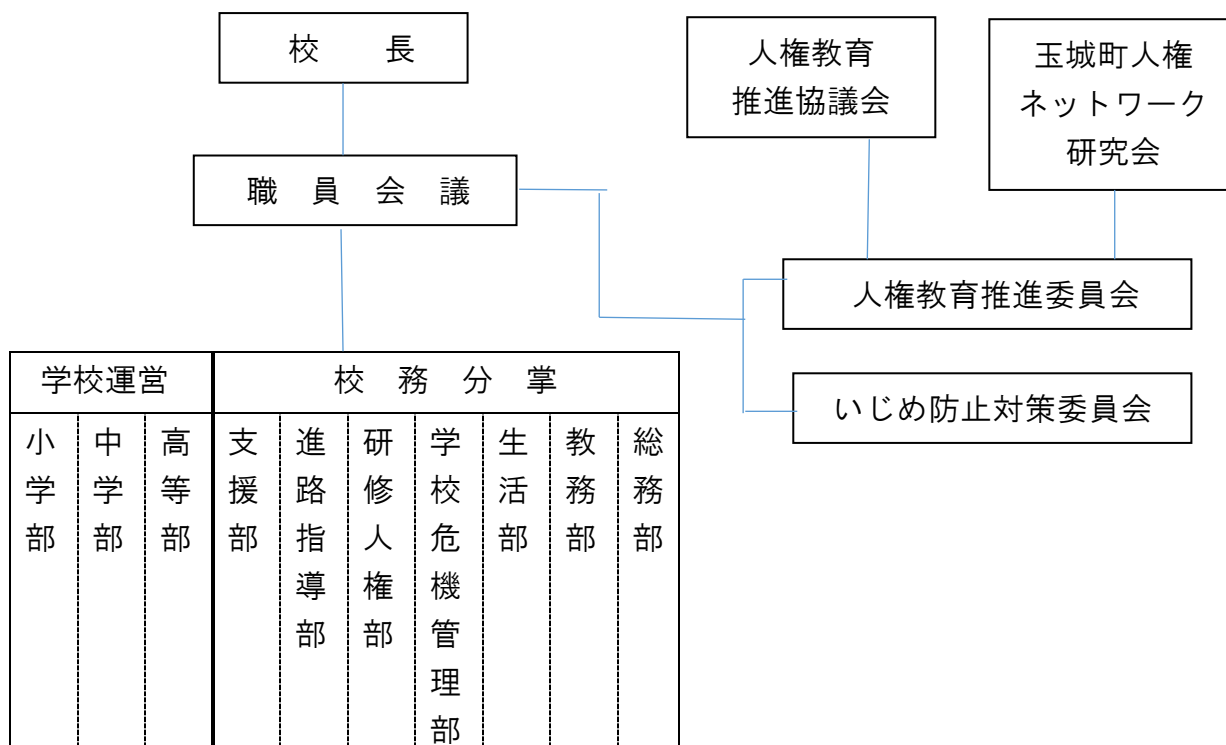 校 長
人権教育
推進協議会
玉城町人権
ネットワーク
研究会
職 員 会 議
人権教育推進委員会
いじめ防止対策委員会
学校運営
校 務 分 掌
小学部
中学部
高等部
支援部
進路指導部
研修人権部
学校危機管理部
生活部
教務部
総務部